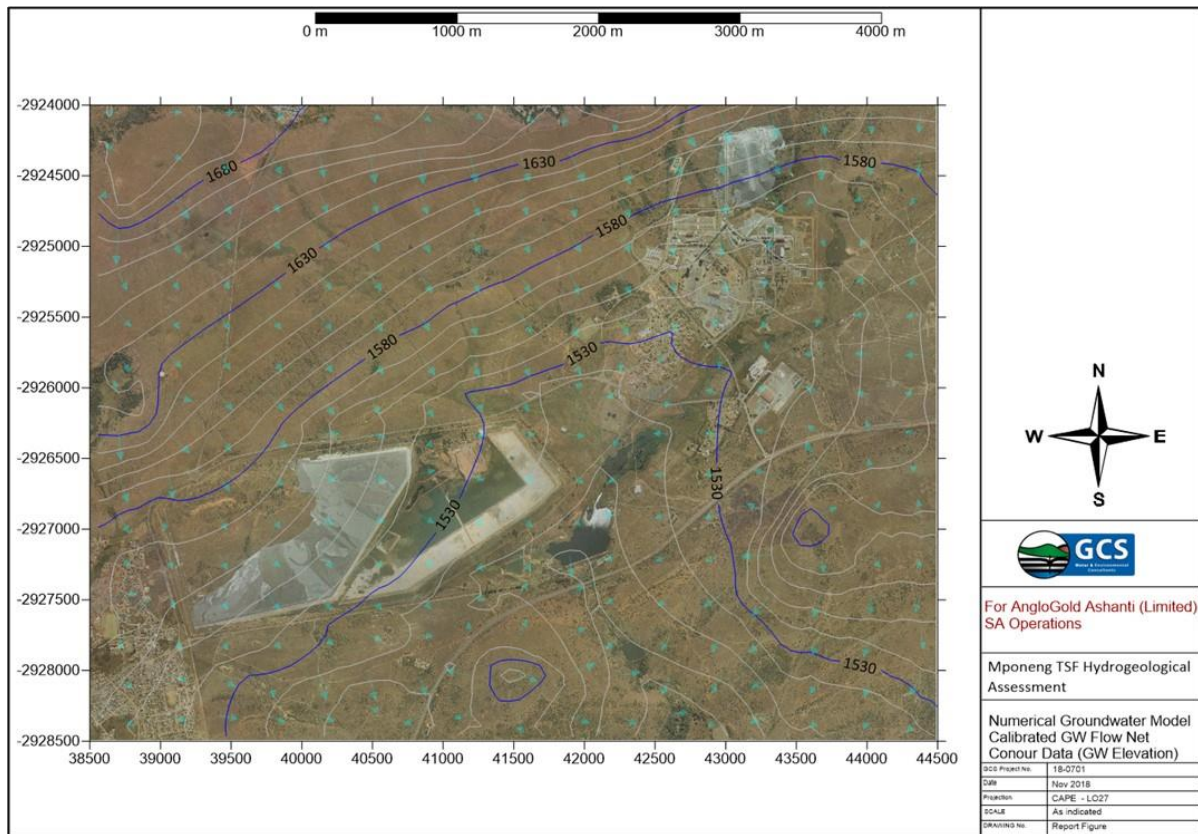 0 m 1000 m 2000 m 3000 m 4000 m
-2924000
-2924500
-2925000
-2925500
-2926000
-2926500
-2927000
-2927500
-2928000
-2928500
38500 39000 39500 40000 40500 41000 41500 42000 42500 43000 43500 44000 44500
1680
1630
1580
1580
1630
1530
1580
1530
1530
1530
N
W E
S
GCS
Water & Environmental
Consultants
For AngloGold Ashanti (Limited)
SA Operations
Mponeng TSF Hydrogeological
Assessment
Numerical Groundwater Model
Calibrated GW Flow Net
Conour Data (GW Elevation)
GCS Project No. 18-0701
Date Nov 2018
Projection CAPE - LO27
SCALE As indicated
DRAWING No. Report Figure